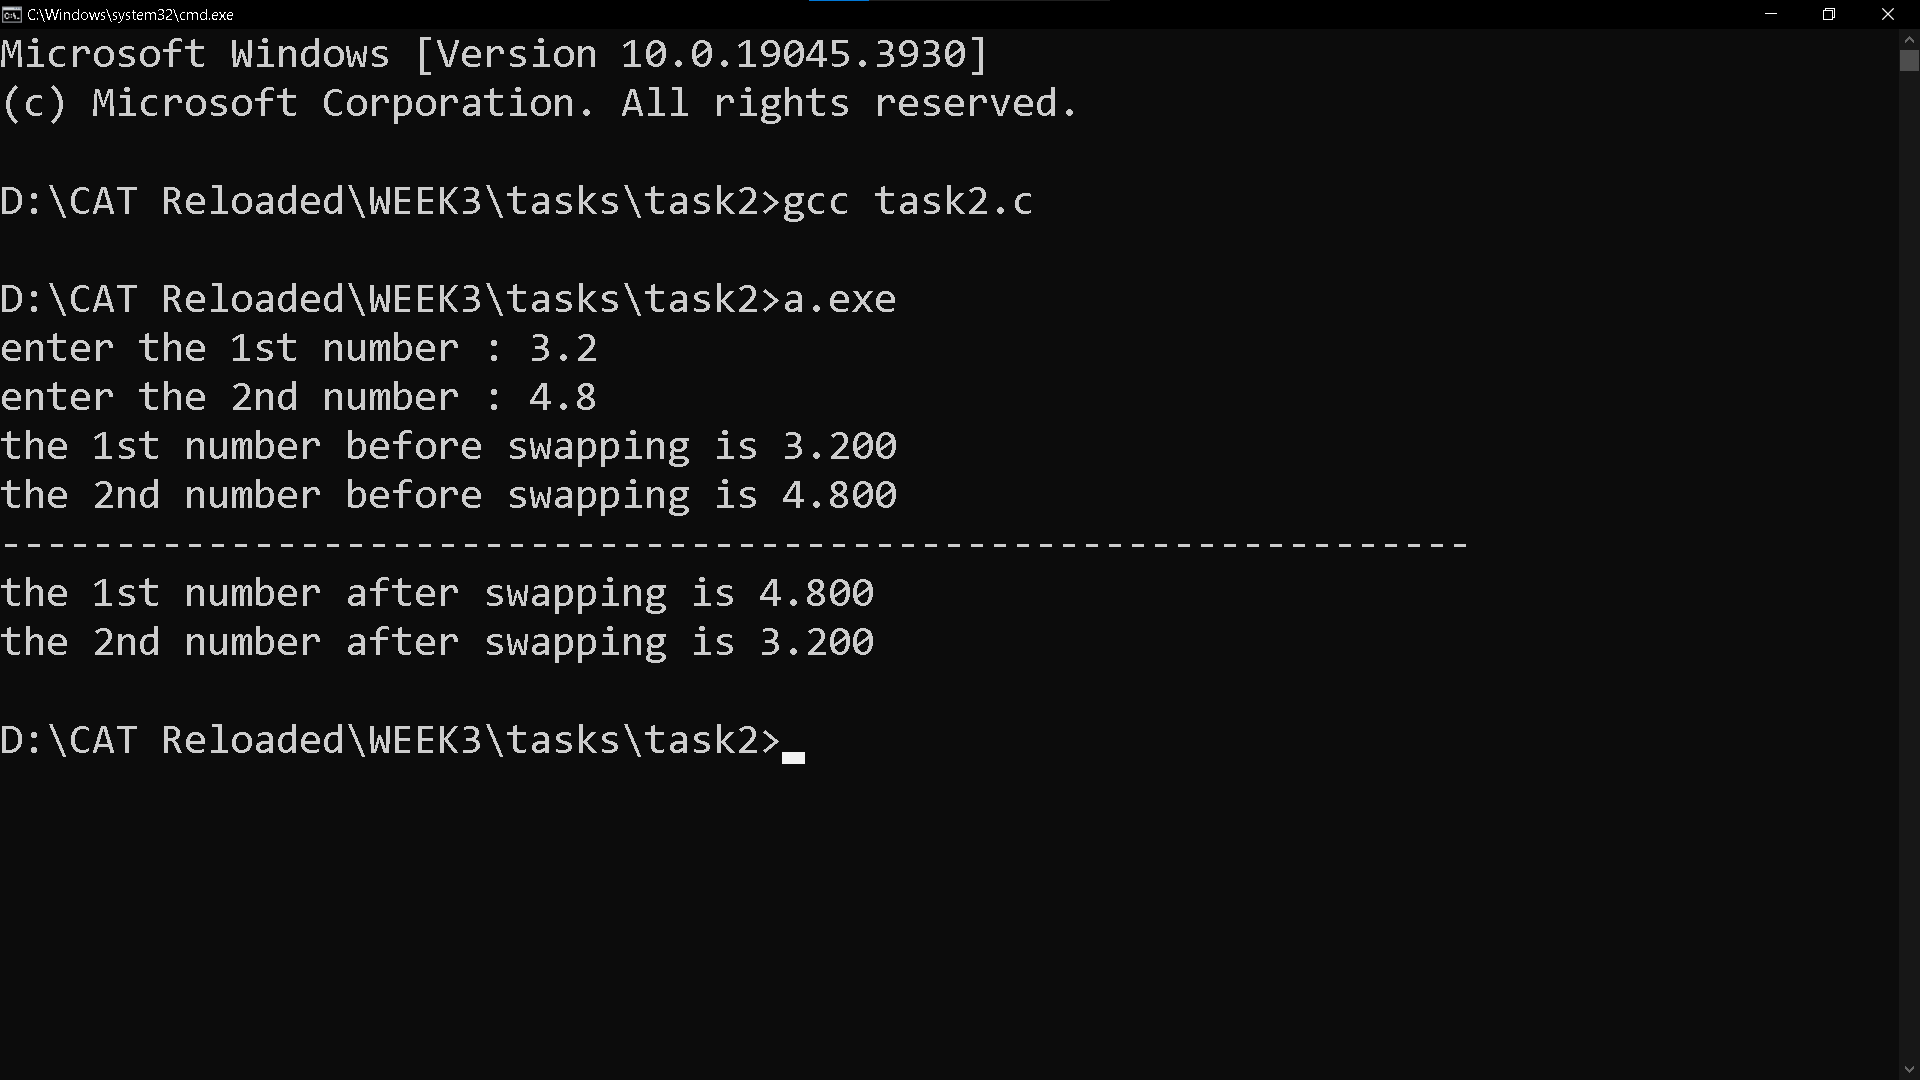 C:\Windows\system32\cmd.exe
Microsoft Windows [Version 10.0.19045.3930]
(c) Microsoft Corporation. All rights reserved.
D:\CAT Reloaded\WEEK3\tasks\task2>gcc task2.c
D:\CAT Reloaded\WEEK3\tasks\task2>a.exe
enter the 1st number : 3.2
enter the 2nd number : 4.8
the 1st number before swapping is 3.200
the 2nd number before swapping is 4.800
----------------------------------------------------------------
the 1st number after swapping is 4.800
the 2nd number after swapping is 3.200
D:\CAT Reloaded\WEEK3\tasks\task2>